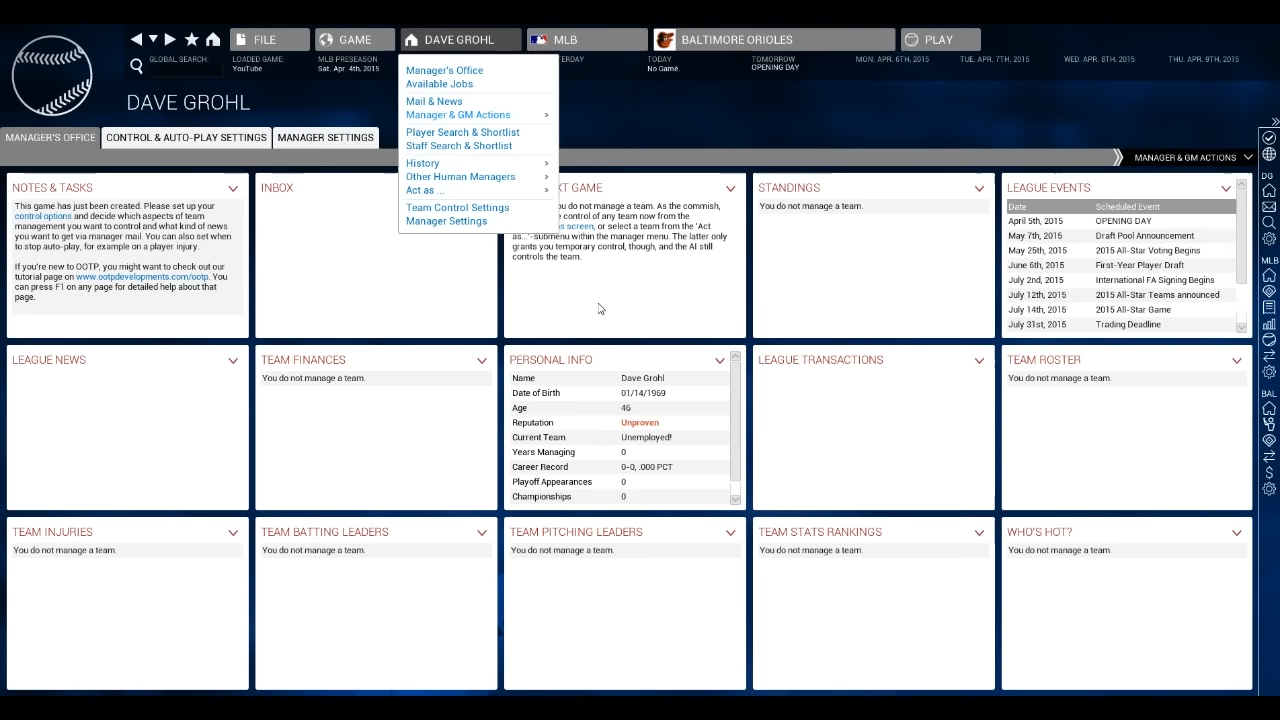 FILE
GAME
DAVE GROHL
MLB
BALTIMORE ORIOLES
PLAY
GLOBAL SEARCH:
LOADED GAME:
YouTube
MLB PRESEASON
Sat. Apr. 4th, 2015
TERDAY
TODAY
No Game.
TOMORROW
OPENING DAY
MON. APR. 6TH, 2015
TUE. APR. 7TH, 2015
WED. APR. 8TH, 2015
THU. APR. 9TH, 2015
DAVE GROHL
Manager's Office
Available Jobs
Mail & News
Manager & GM Actions
Player Search & Shortlist
Staff Search & Shortlist
History
Other Human Managers
Act as ...
Team Control Settings
Manager Settings
MANAGER'S OFFICE
CONTROL & AUTO-PLAY SETTINGS
MANAGER SETTINGS
MANAGER & GM ACTIONS
NOTES & TASKS
This game has just been created. Please set up your
control options and decide which aspects of team
management you want to control and what kind of news
you want to get via manager mail. You can also set when
to stop auto-play, for example on a player injury.
If you're new to OOTP, you might want to check out our
tutorial page on www.ootpdevelopments.com/ootp. You
can press F1 on any page for detailed help about that
page.
INBOX
XT GAME
ou do not manage a team. As the commish,
e control of any team now from the
s screen, or select a team from the 'Act
as...'-submenu within the manager menu. The latter only
grants you temporary control, though, and the AI still
controls the team.
STANDINGS
You do not manage a team.
LEAGUE EVENTS
Date Scheduled Event
April 5th, 2015 OPENING DAY
May 7th, 2015 Draft Pool Announcement
May 25th, 2015 2015 All-Star Voting Begins
June 6th, 2015 First-Year Player Draft
July 2nd, 2015 International FA Signing Begins
July 12th, 2015 2015 All-Star Teams announced
July 14th, 2015 2015 All-Star Game
July 31st, 2015 Trading Deadline
LEAGUE NEWS
TEAM FINANCES
You do not manage a team.
PERSONAL INFO
Name Dave Grohl
Date of Birth 01/14/1969
Age 46
Reputation Unproven
Current Team Unemployed!
Years Managing 0
Career Record 0-0, .000 PCT
Playoff Appearances 0
Championships 0
LEAGUE TRANSACTIONS
TEAM ROSTER
You do not manage a team.
TEAM INJURIES
You do not manage a team.
TEAM BATTING LEADERS
You do not manage a team.
TEAM PITCHING LEADERS
You do not manage a team.
TEAM STATS RANKINGS
You do not manage a team.
WHO'S HOT?
You do not manage a team.
DG
MLB
BAL